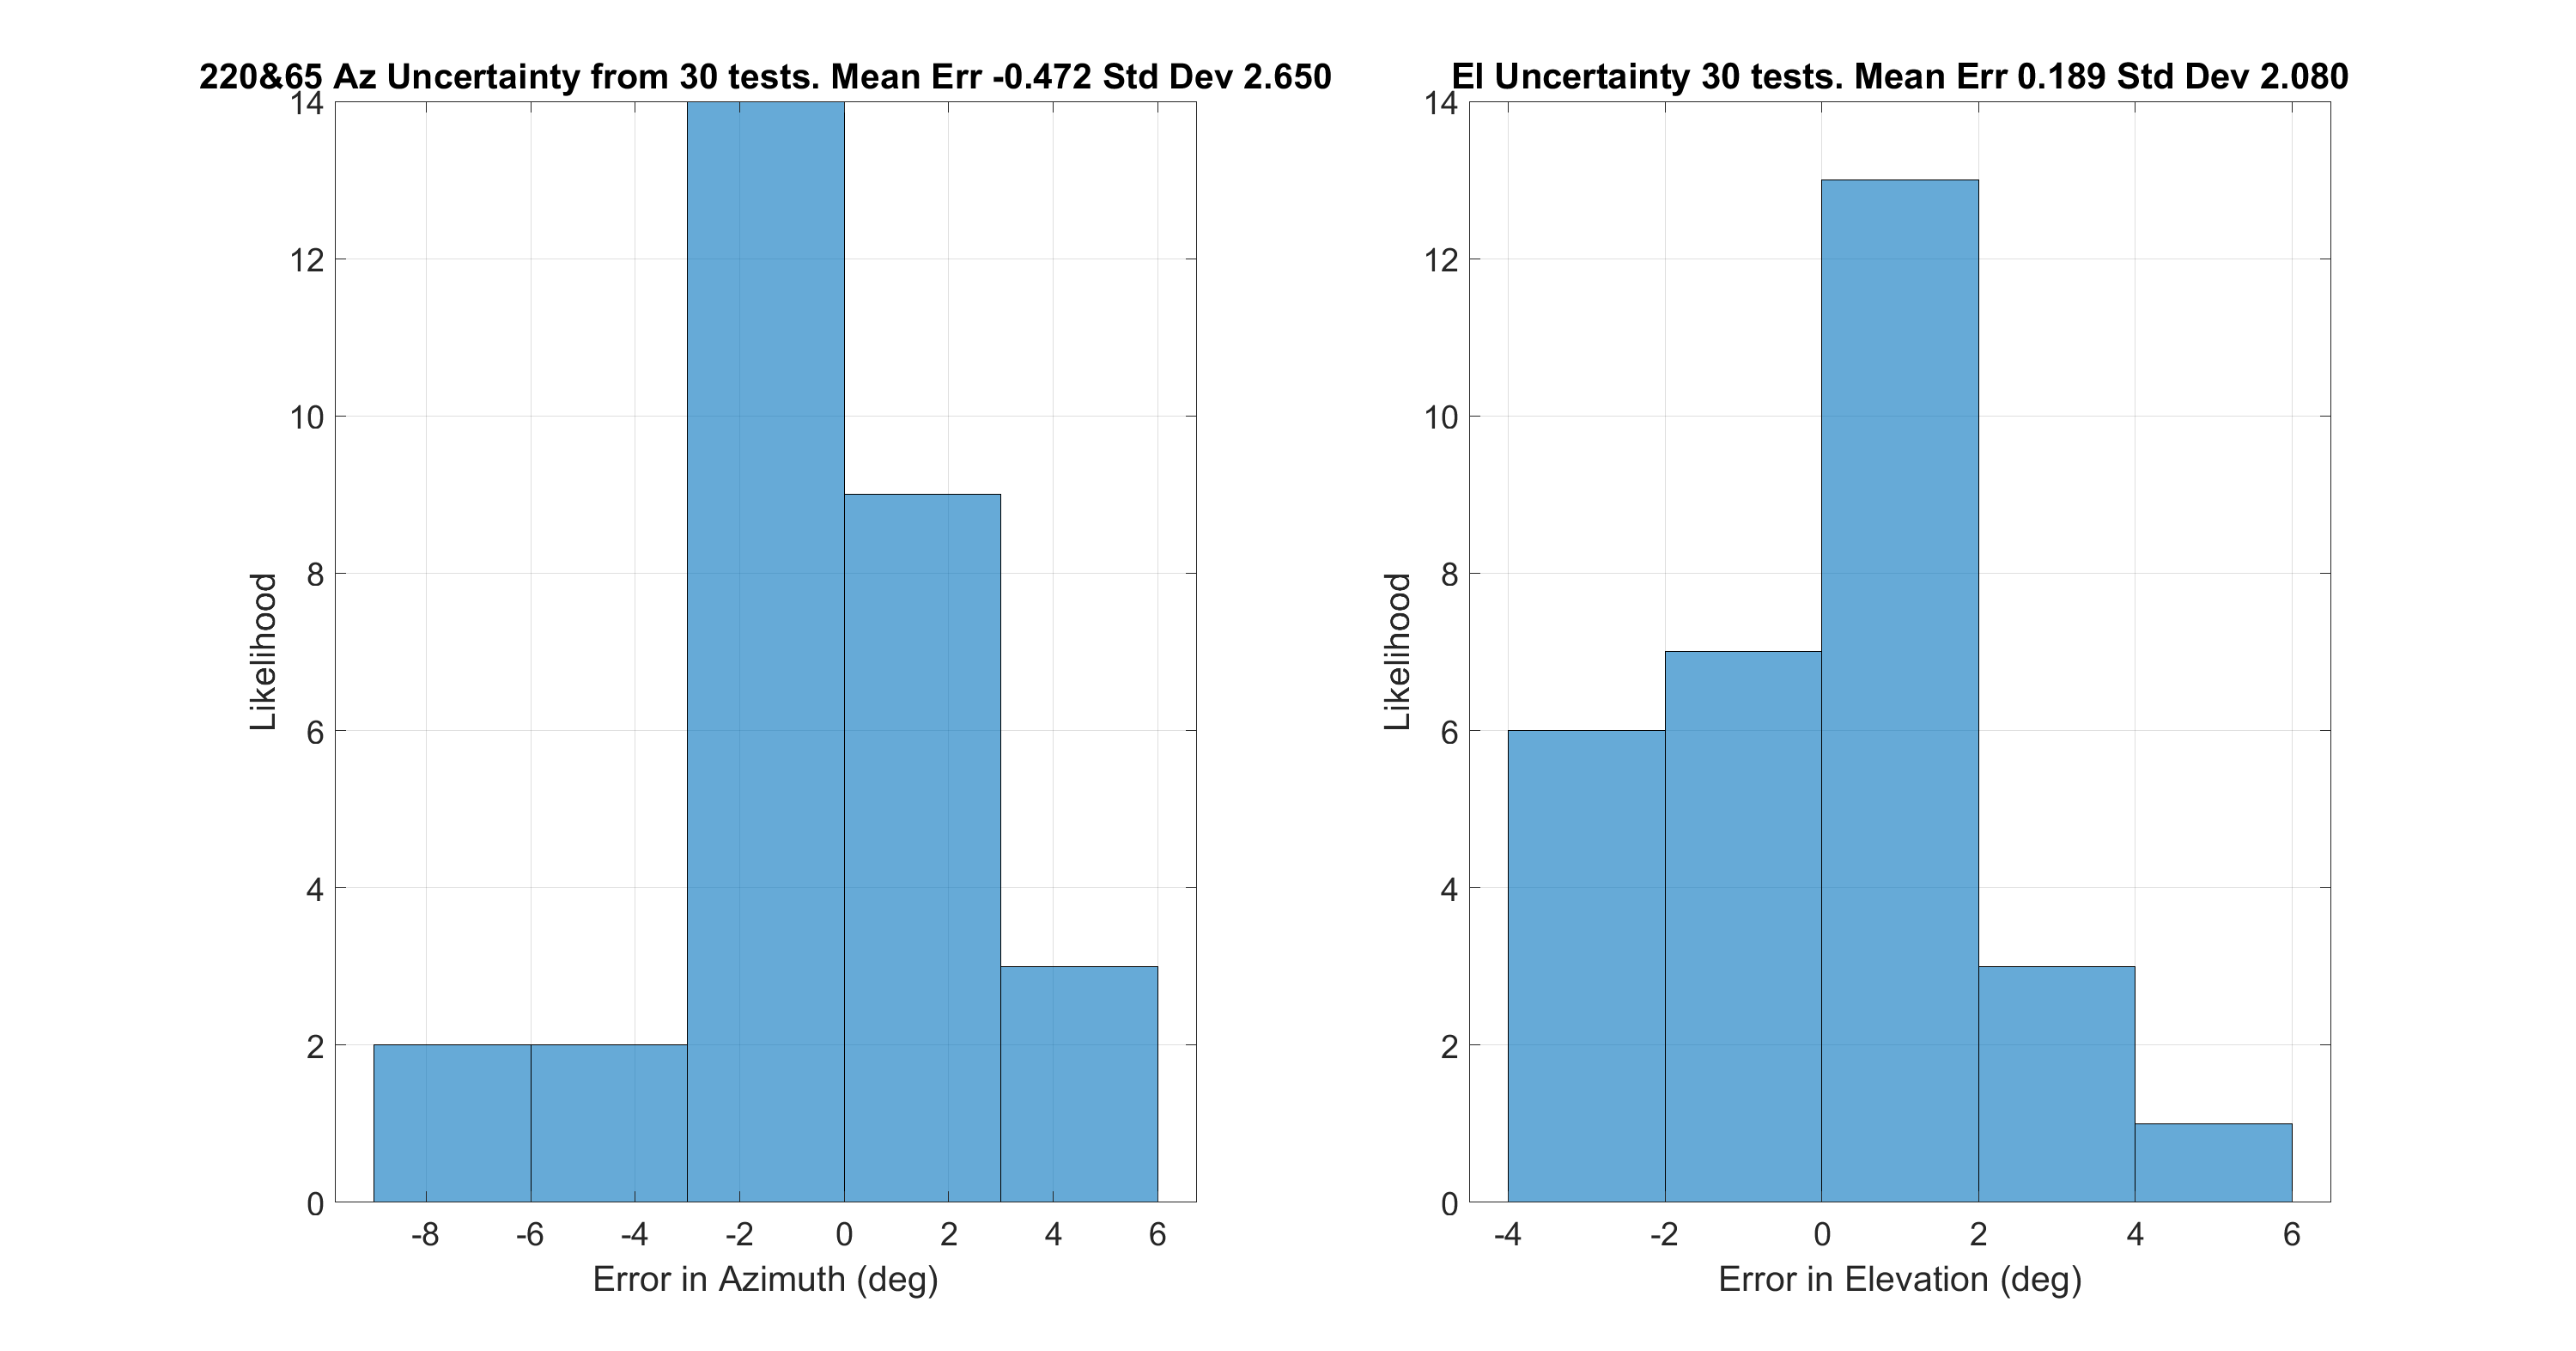 220&65 Az Uncertainty from 30 tests. Mean Err -0.472 Std Dev 2.650
14
12
10
8
6
4
2
0
Likelihood
-8 -6 -4 -2 0 2 4 6
Error in Azimuth (deg)
El Uncertainty 30 tests. Mean Err 0.189 Std Dev 2.080
14
12
10
8
6
4
2
0
Likelihood
-4 -2 0 2 4 6
Error in Elevation (deg)